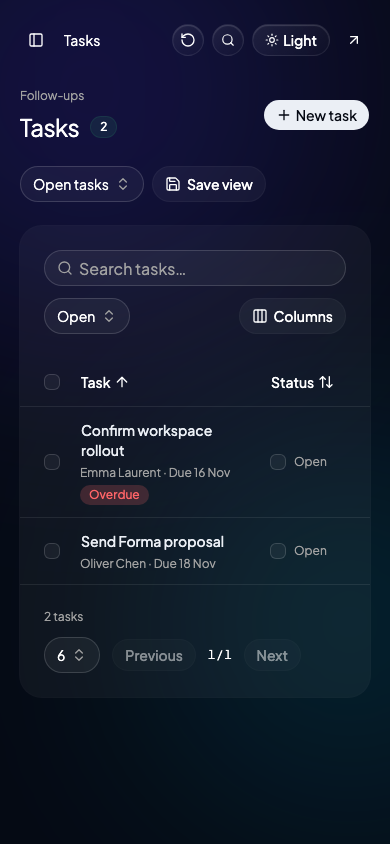 Tasks
Light
Follow-ups
Tasks 2
New task
Open tasks
Save view
Search tasks...
Open
Columns
Task
Status
Confirm workspace
rollout
Emma Laurent · Due 16 Nov
Overdue
Open
Send Forma proposal
Oliver Chen · Due 18 Nov
Open
2 tasks
6
Previous
1/1
Next